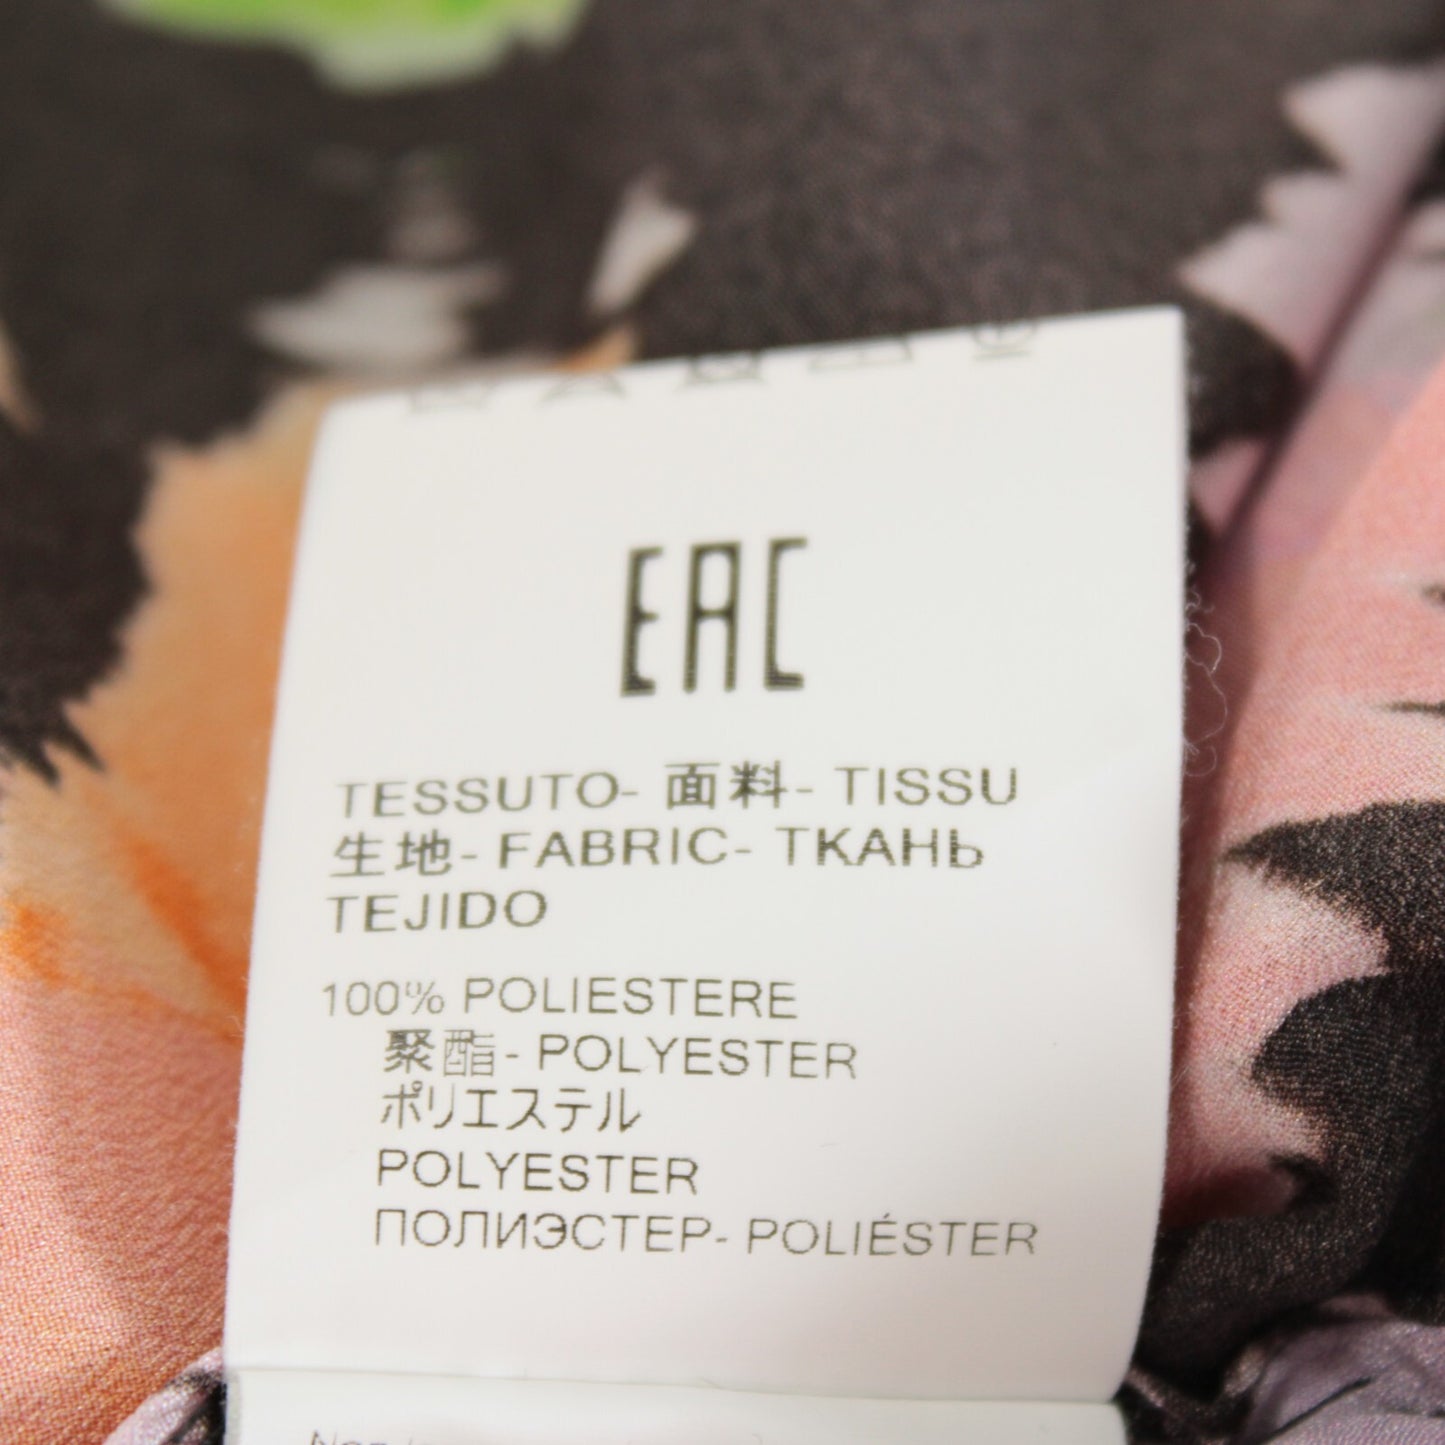 EAC
TESSUTO- 面料- TISSU
生地- FABRIC- ТКАНЬ
TEJIDO
100% POLIESTERE
聚酯- POLYESTER
ポリエステル
POLYESTER
ПОЛИЭСТЕР- POLIÉSTER